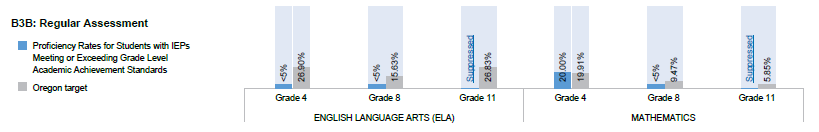 B3B: Regular Assessment
Proficiency Rates for Students with IEPs
Meeting or Exceeding Grade Level
Academic Achievement Standards
Oregon target
<5% 26.90% <5% 15.63% Suppressed 26.83% 20.00% 19.91% <5% 9.47% Suppressed 5.85%
Grade 4 Grade 8 Grade 11 Grade 4 Grade 8 Grade 11
ENGLISH LANGUAGE ARTS (ELA) MATHEMATICS